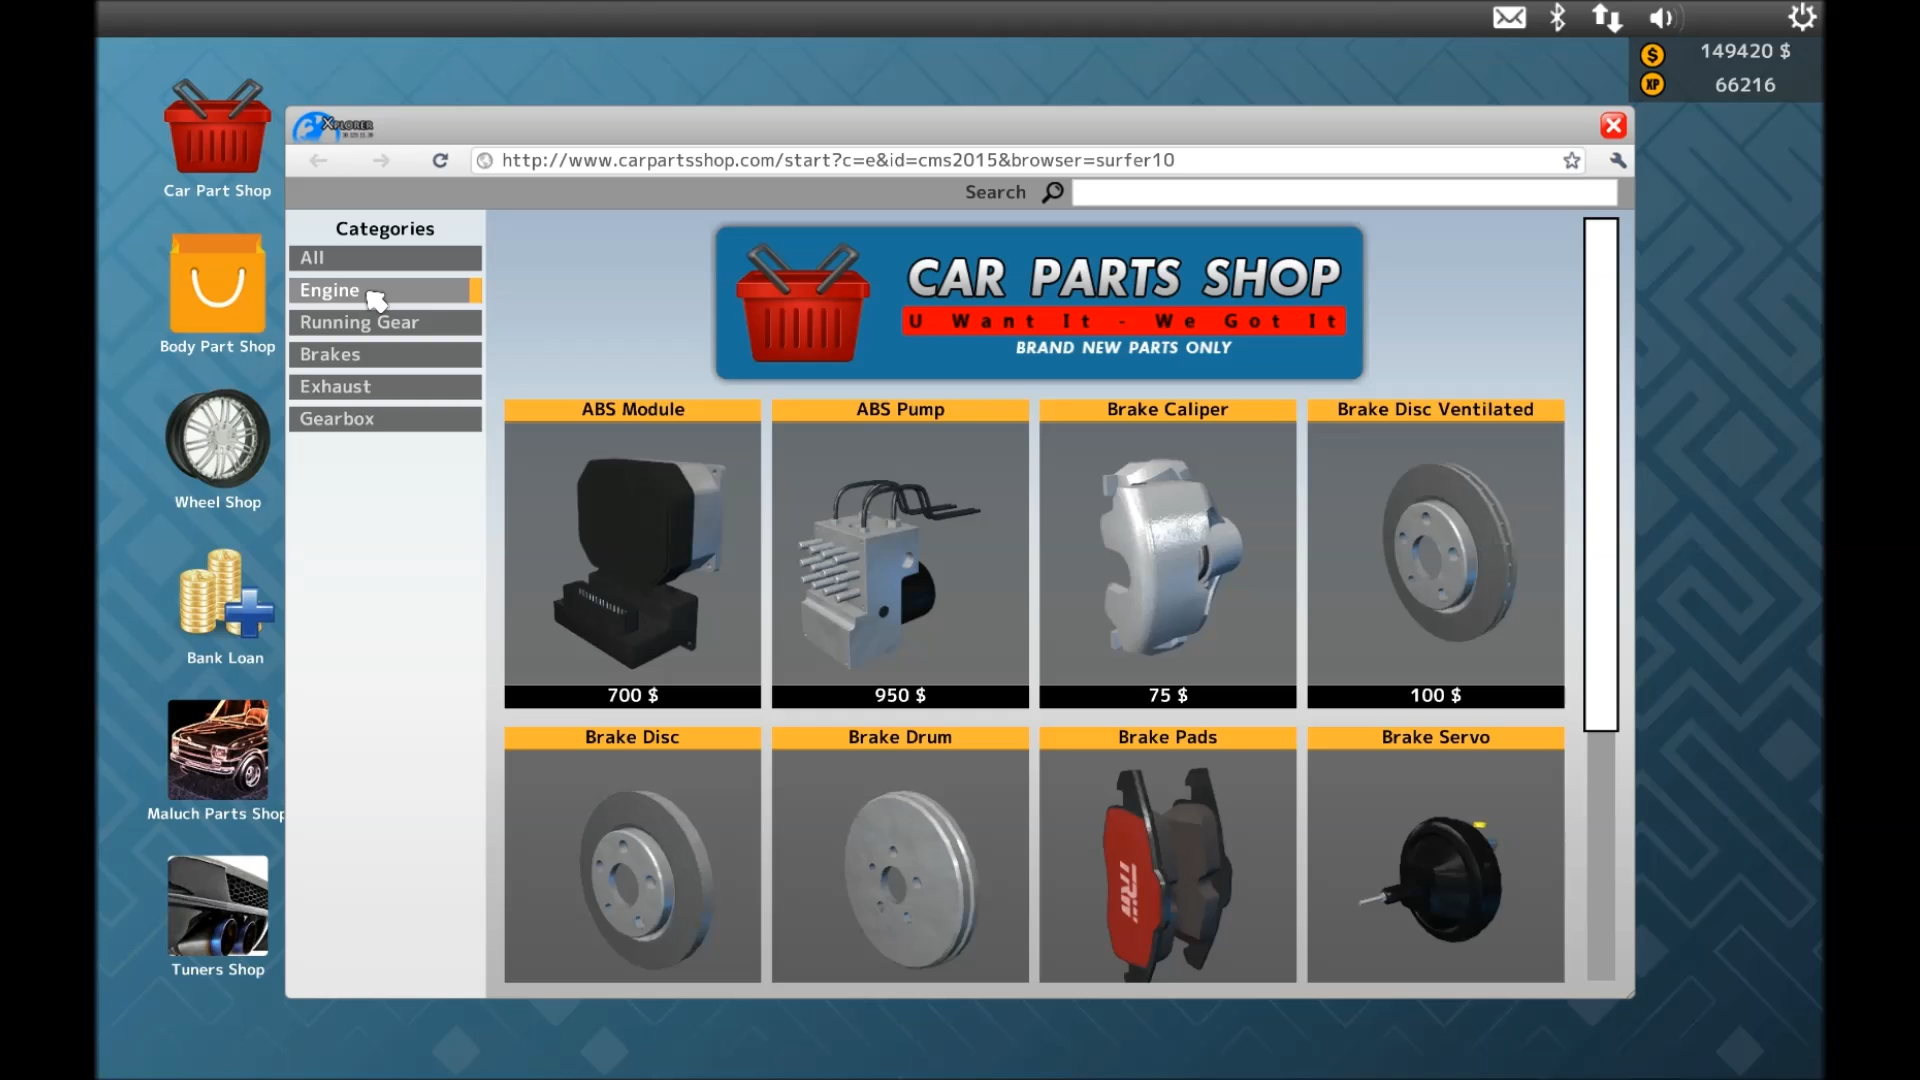 149420 $
XP 66216
Car Part Shop
Body Part Shop
Wheel Shop
Bank Loan
Maluch Parts Shop
Tuners Shop
XPLORER
http://www.carpartsshop.com/start?c=e&id=cms2015&browser=surfer10
Search
Categories
All
Engine
Running Gear
Brakes
Exhaust
Gearbox
CAR PARTS SHOP
U Want It - We Got It
BRAND NEW PARTS ONLY
ABS Module
700 $
ABS Pump
950 $
Brake Caliper
75 $
Brake Disc Ventilated
100 $
Brake Disc
Brake Drum
Brake Pads
TRW
Brake Servo